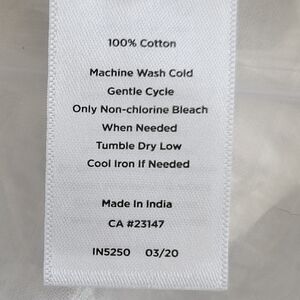 100% Cotton
Machine Wash Cold
Gentle Cycle
Only Non-chlorine Bleach
When Needed
Tumble Dry Low
Cool Iron If Needed
Made In India
CA #23147
IN5250 03/20